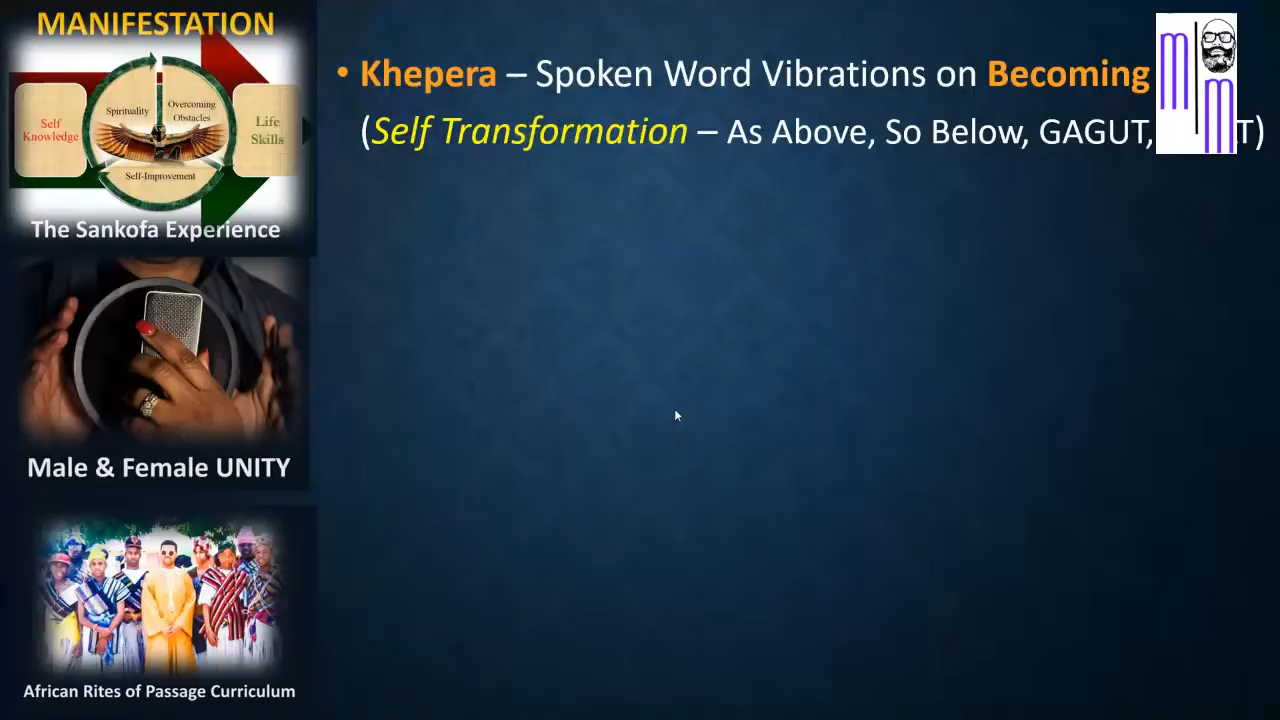 MANIFESTATION
Spirituality
Overcoming
Obstacles
Self
Knowledge
Life
Skills
Self-Improvement
The Sankofa Experience
Male & Female UNITY
African Rites of Passage Curriculum
• Khepera – Spoken Word Vibrations on Becoming
(Self Transformation – As Above, So Below, GAGUT, T)
m
m